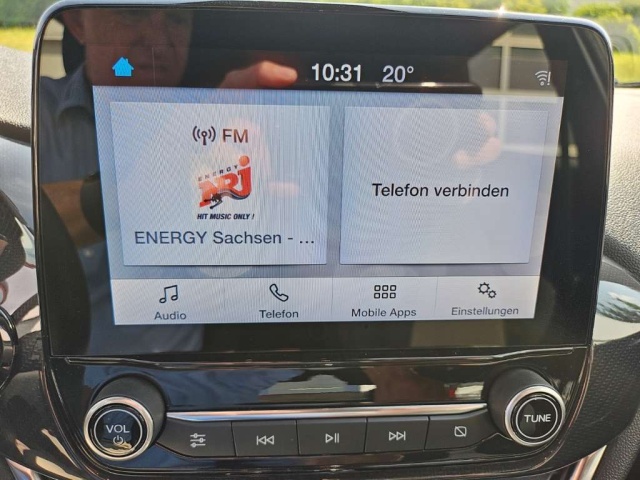 10:31 20°
FM
ENERGY
NRJ
HIT MUSIC ONLY!
ENERGY Sachsen - ...
Telefon verbinden
Audio
Telefon
Mobile Apps
Einstellungen
VOL
TUNE